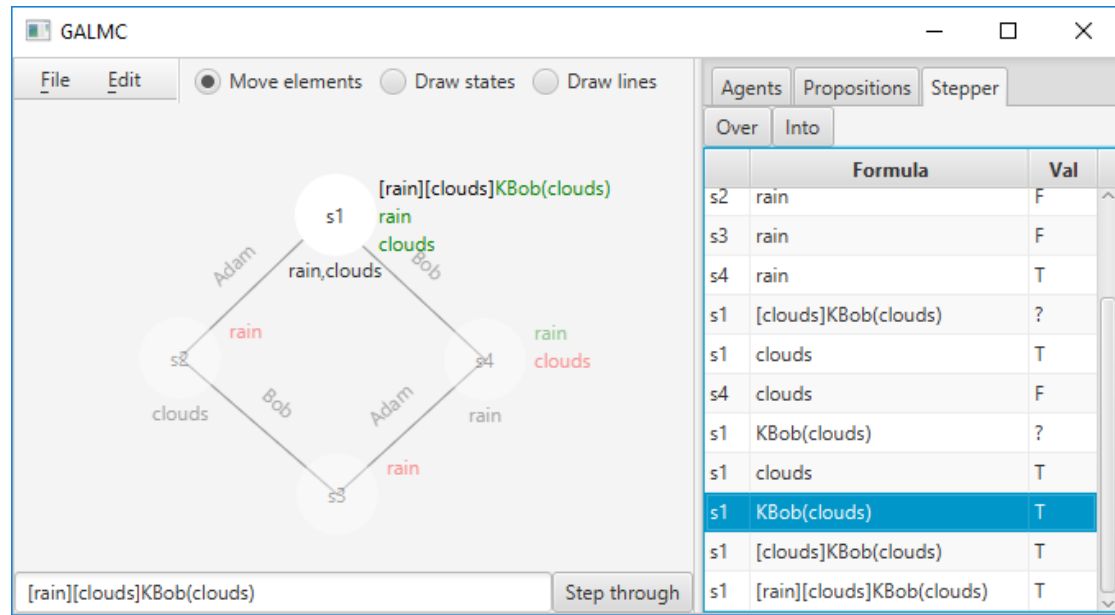 GALMC
File Edit Move elements Draw states Draw lines
Agents Propositions Stepper
Over Into
[rain][clouds]KBob(clouds)
s1 rain
clouds
rain,clouds
Adam Bob
rain
rain
clouds
s2 s4
clouds rain
Bob Adam
rain
s3
[rain][clouds]KBob(clouds) Step through
Formula Val
s2 rain F
s3 rain F
s4 rain T
s1 [clouds]KBob(clouds) ?
s1 clouds T
s4 clouds F
s1 KBob(clouds) ?
s1 clouds T
s1 KBob(clouds) T
s1 [clouds]KBob(clouds) T
s1 [rain][clouds]KBob(clouds) T